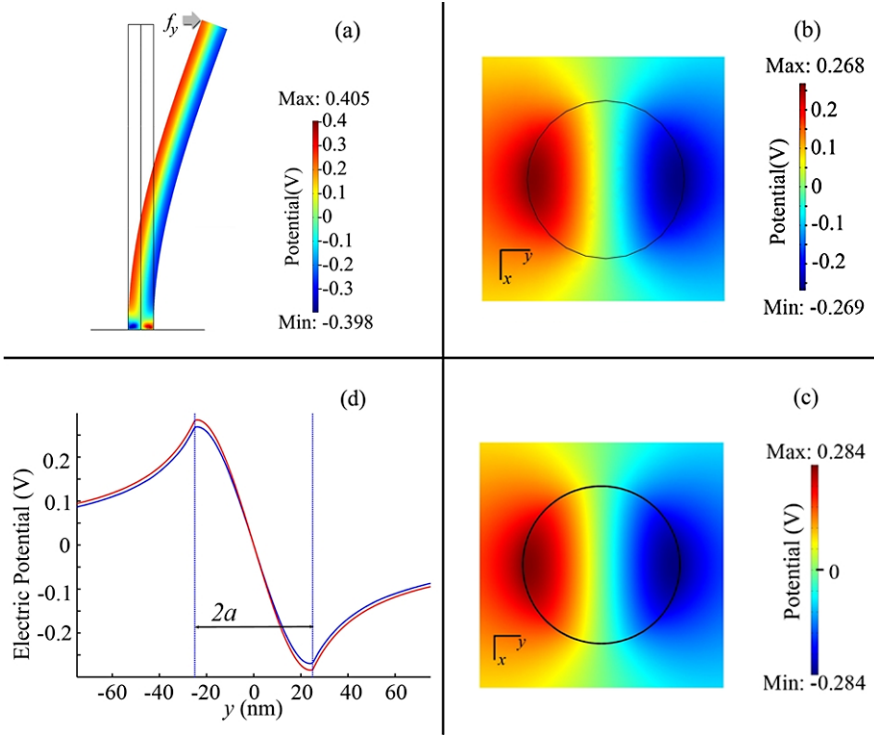 f_y
(a)
Max: 0.405
0.4
0.3
0.2
0.1
0
-0.1
-0.2
-0.3
Min: -0.398
Potential(V)
(b)
Max: 0.268
0.2
0.1
0
-0.1
-0.2
Min: -0.269
Potential(V)
y
x
(d)
Electric Potential (V)
0.2
0.1
0
-0.1
-0.2
2a
-60 -40 -20 0 20 40 60
y (nm)
(c)
Max: 0.284
0
Min: -0.284
Potential (V)
y
x